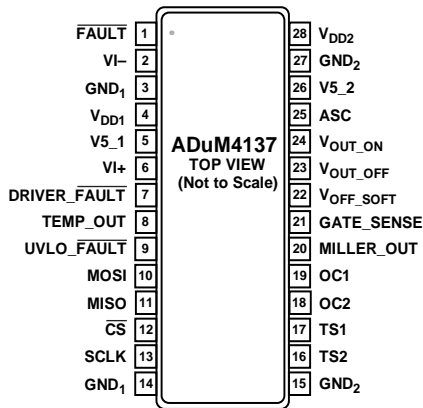 FAULT 1
VI– 2
GND1 3
VDD1 4
V5_1 5
VI+ 6
DRIVER_FAULT 7
TEMP_OUT 8
UVLO_FAULT 9
MOSI 10
MISO 11
CS 12
SCLK 13
GND1 14
ADuM4137
TOP VIEW
(Not to Scale)
28 VDD2
27 GND2
26 V5_2
25 ASC
24 VOUT_ON
23 VOUT_OFF
22 VOFF_SOFT
21 GATE_SENSE
20 MILLER_OUT
19 OC1
18 OC2
17 TS1
16 TS2
15 GND2